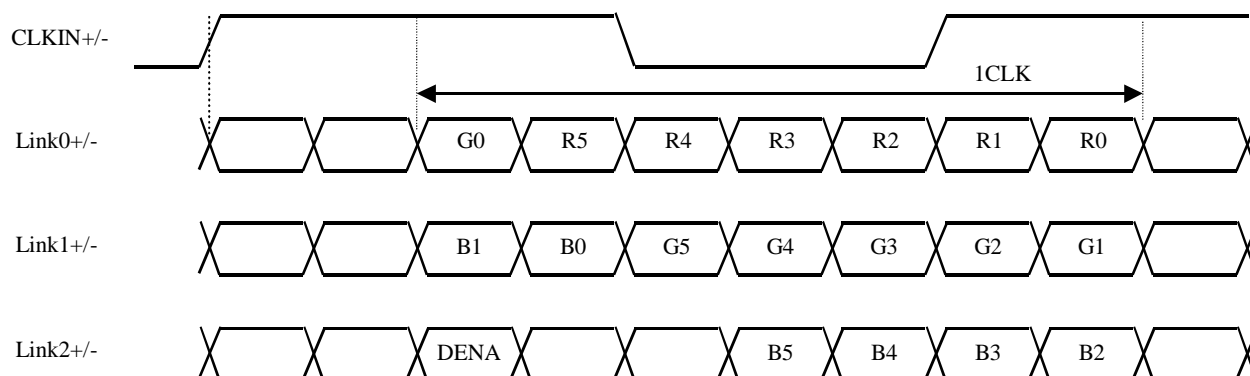 CLKIN+/-
1CLK
Link0+/- G0 R5 R4 R3 R2 R1 R0
Link1+/- B1 B0 G5 G4 G3 G2 G1
Link2+/- DENA B5 B4 B3 B2